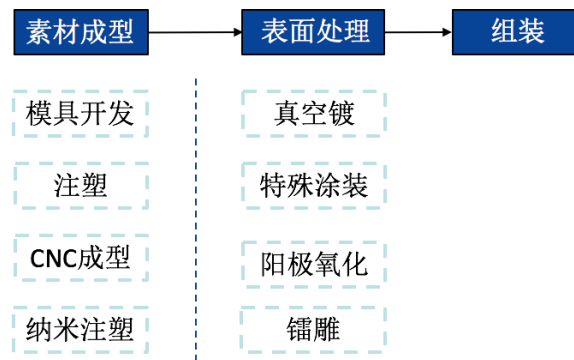 素材成型
表面处理
组装
模具开发
真空镀
注塑
特殊涂装
CNC成型
阳极氧化
纳米注塑
镭雕